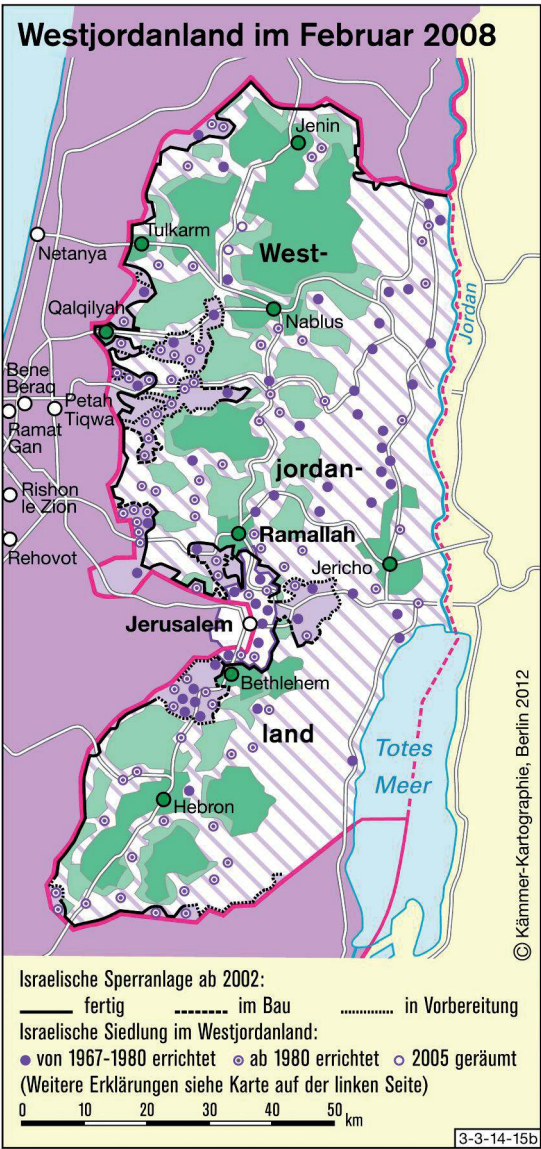 Westjordanland im Februar 2008
Jenin
Tulkarm
Netanya
West-
Qalqilyah
Nablus
Jordan
Bene
Beraq
Petah
Tiqwa
Ramat
Gan
jordan-
Rishon
le Zion
Ramallah
Rehovot
Jericho
Jerusalem
Bethlehem
land
Totes
Meer
Hebron
© Kämmer-Kartographie, Berlin 2012
Israelische Sperranlage ab 2002:
fertig
im Bau
in Vorbereitung
Israelische Siedlung im Westjordanland:
von 1967-1980 errichtet
ab 1980 errichtet
2005 geräumt
(Weitere Erklärungen siehe Karte auf der linken Seite)
0 10 20 30 40 50 km
3-3-14-15b